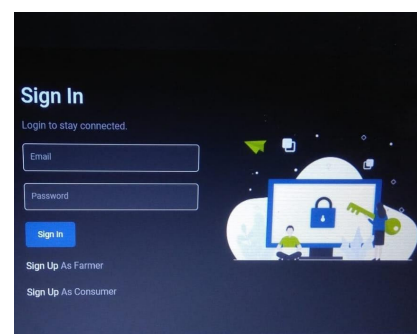 Sign In
Login to stay connected.
Email
Password
Sign In
Sign Up As Farmer
Sign Up As Consumer